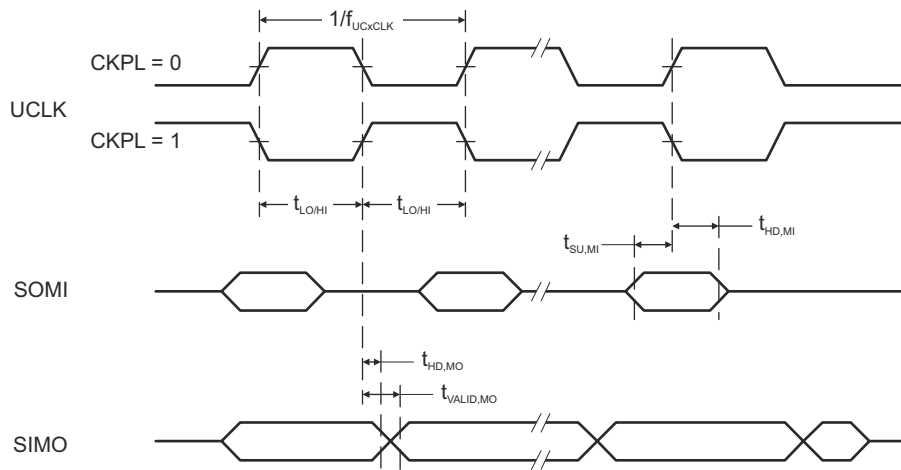 1/fUCxCLK
CKPL = 0
UCLK
CKPL = 1
tLO/HI tLO/HI
tHD,MI
tSU,MI
SOMI
tHD,MO
tVALID,MO
SIMO